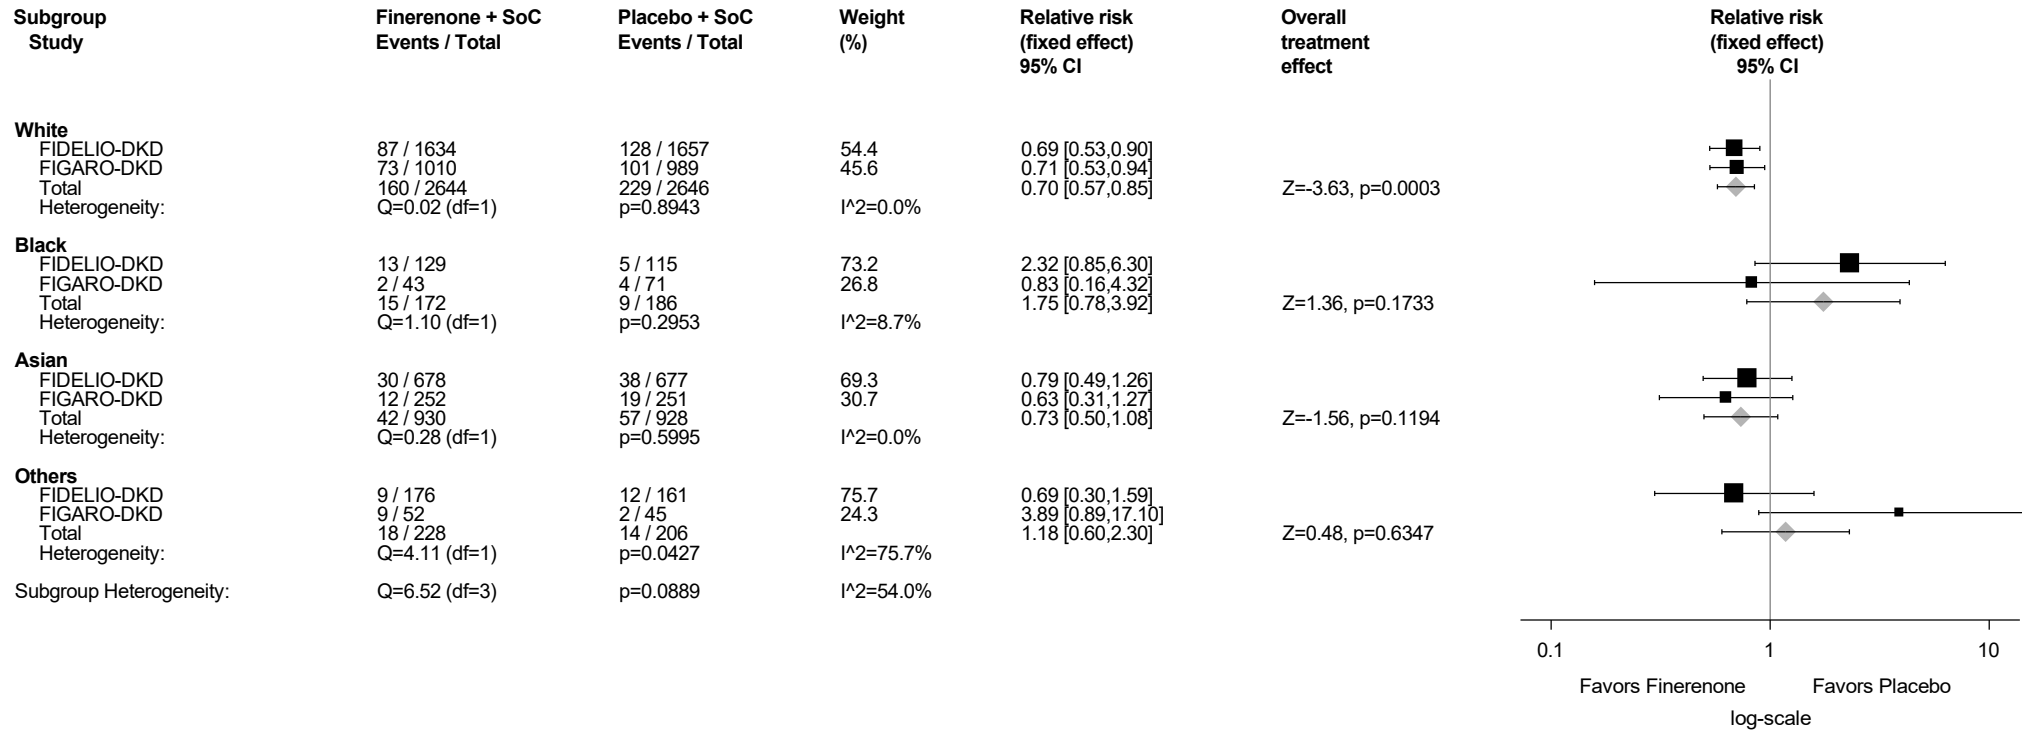 Subgroup Finerenone + SoC Placebo + SoC Weight Relative risk Overall Relative risk
Study Events / Total Events / Total (%) (fixed effect) treatment (fixed effect)
95% CI effect 95% CI
White
FIDELIO-DKD 87 / 1634 128 / 1657 54.4 0.69 [0.53,0.90]
FIGARO-DKD 73 / 1010 101 / 989 45.6 0.71 [0.53,0.94]
Total 160 / 2644 229 / 2646 0.70 [0.57,0.85] Z=-3.63, p=0.0003
Heterogeneity: Q=0.02 (df=1) p=0.8943 I^2=0.0%
Black
FIDELIO-DKD 13 / 129 5 / 115 73.2 2.32 [0.85,6.30]
FIGARO-DKD 2 / 43 4 / 71 26.8 0.83 [0.16,4.32]
Total 15 / 172 9 / 186 1.75 [0.78,3.92] Z=1.36, p=0.1733
Heterogeneity: Q=1.10 (df=1) p=0.2953 I^2=8.7%
Asian
FIDELIO-DKD 30 / 678 38 / 677 69.3 0.79 [0.49,1.26]
FIGARO-DKD 12 / 252 19 / 251 30.7 0.63 [0.31,1.27]
Total 42 / 930 57 / 928 0.73 [0.50,1.08] Z=-1.56, p=0.1194
Heterogeneity: Q=0.28 (df=1) p=0.5995 I^2=0.0%
Others
FIDELIO-DKD 9 / 176 12 / 161 75.7 0.69 [0.30,1.59]
FIGARO-DKD 9 / 52 2 / 45 24.3 3.89 [0.89,17.10]
Total 18 / 228 14 / 206 1.18 [0.60,2.30] Z=0.48, p=0.6347
Heterogeneity: Q=4.11 (df=1) p=0.0427 I^2=75.7%
Subgroup Heterogeneity: Q=6.52 (df=3) p=0.0889 I^2=54.0%
0.1 1 10
Favors Finerenone Favors Placebo
log-scale